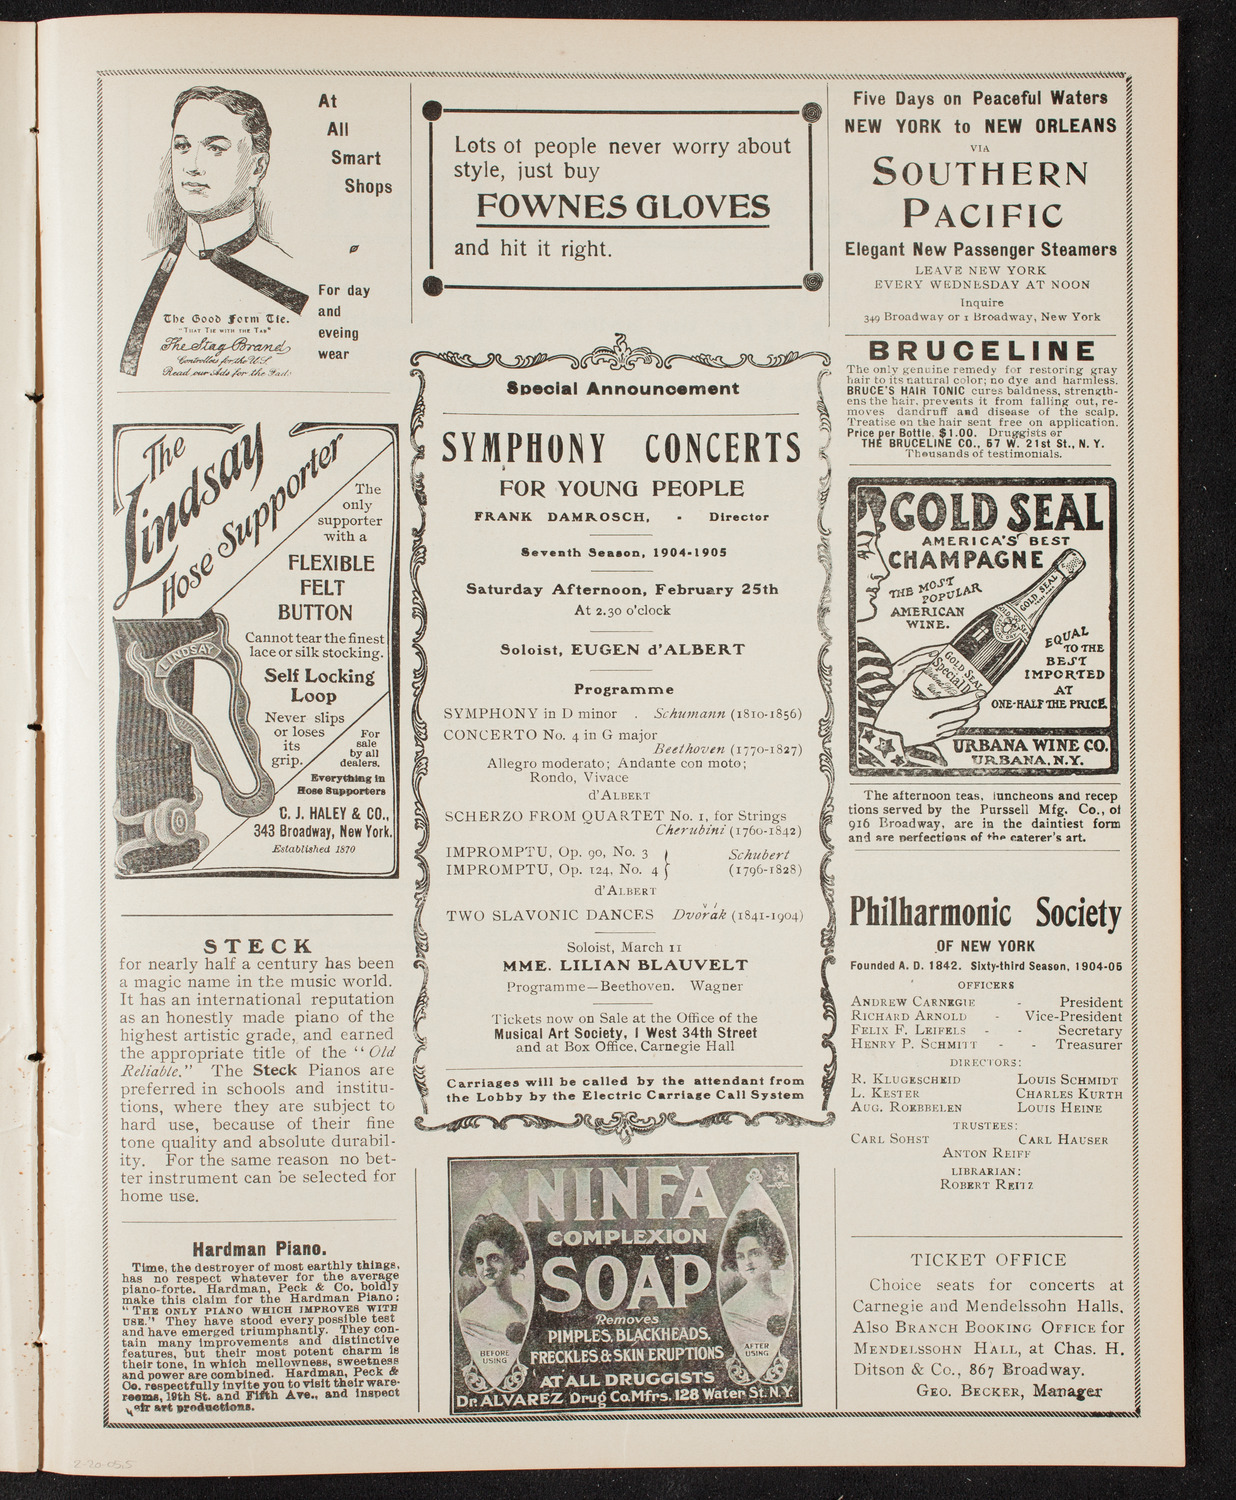 At
All
Smart
Shops
For day
and
eveing
wear
The Good Form Tie.
"That Tie with the Tab"
The Stag Brand
Controllers for the U.S.
Read our Ads for the Fad.
The
Lindsay
Hose Supporter
The
only
supporter
with a
FLEXIBLE
FELT
BUTTON
Cannot tear the finest
lace or silk stocking.
Self Locking
Loop
Never slips
or loses
its
grip.
For
sale
by all
dealers.
Everything in
Hose Supporters
C. J. HALEY & CO.,
343 Broadway, New York.
Established 1870
LINDSAY
STECK
for nearly half a century has been
a magic name in the music world.
It has an international reputation
as an honestly made piano of the
highest artistic grade, and earned
the appropriate title of the "Old
Reliable." The Steck Pianos are
preferred in schools and institu-
tions, where they are subject to
hard use, because of their fine
tone quality and absolute durabil-
ity. For the same reason no bet-
ter instrument can be selected for
home use.
Hardman Piano.
Time, the destroyer of most earthly things,
has no respect whatever for the average
piano-forte. Hardman, Peck & Co. boldly
make this claim for the Hardman Piano:
"THE ONLY PIANO WHICH IMPROVES WITH
USE." They have stood every possible test
and have emerged triumphantly. They con-
tain many improvements and distinctive
features, but their most potent charm is
their tone, in which mellowness, sweetness
and power are combined. Hardman, Peck &
Co. respectfully invite you to visit their ware-
rooms, 19th St. and Fifth Ave., and inspect
eir art productions.
Lots of people never worry about
style, just buy
FOWNES GLOVES
and hit it right.
Special Announcement
SYMPHONY CONCERTS
FOR YOUNG PEOPLE
FRANK DAMROSCH, - Director
Seventh Season, 1904-1905
Saturday Afternoon, February 25th
At 2.30 o'clock
Soloist, EUGEN d'ALBERT
Programme
SYMPHONY in D minor . Schumann (1810-1856)
CONCERTO No. 4 in G major
Beethoven (1770-1827)
Allegro moderato; Andante con moto;
Rondo, Vivace
d'ALBERT
SCHERZO FROM QUARTET No. 1, for Strings
Cherubini (1760-1842)
IMPROMPTU, Op. 90, No. 3 Schubert
IMPROMPTU, Op. 124, No. 4 (1796-1828)
d'ALBERT
TWO SLAVONIC DANCES Dvořák (1841-1904)
Soloist, March 11
MME. LILIAN BLAUVELT
Programme—Beethoven. Wagner
Tickets now on Sale at the Office of the
Musical Art Society, 1 West 34th Street
and at Box Office, Carnegie Hall
Carriages will be called by the attendant from
the Lobby by the Electric Carriage Call System
NINFA
COMPLEXION
SOAP
Removes
PIMPLES, BLACKHEADS,
FRECKLES & SKIN ERUPTIONS
AT ALL DRUGGISTS
Dr. ALVAREZ Drug Co. Mfrs. 128 Water St. N.Y.
BEFORE
USING
AFTER
USING
Five Days on Peaceful Waters
NEW YORK to NEW ORLEANS
VIA
SOUTHERN
PACIFIC
Elegant New Passenger Steamers
LEAVE NEW YORK
EVERY WEDNESDAY AT NOON
Inquire
349 Broadway or 1 Broadway, New York
BRUCELINE
The only genuine remedy for restoring gray
hair to its natural color; no dye and harmless.
BRUCE'S HAIR TONIC cures baldness, strength-
ens the hair, prevents it from falling out, re-
moves dandruff and disease of the scalp.
Treatise on the hair sent free on application.
Price per Bottle, $1.00. Druggists or
THE BRUCELINE CO., 57 W. 21st St., N. Y.
Thousands of testimonials.
GOLD SEAL
AMERICA'S BEST
CHAMPAGNE
THE MOST
POPULAR
AMERICAN
WINE.
GOLD SEAL
GOLD SEAL
Special Dry
EQUAL
TO THE
BEST
IMPORTED
AT
ONE-HALF THE PRICE.
URBANA WINE CO.
URBANA, N.Y.
The afternoon teas, luncheons and recep
tions served by the Purssell Mfg. Co., of
916 Broadway, are in the daintiest form
and are perfections of the caterer's art.
Philharmonic Society
OF NEW YORK
Founded A. D. 1842. Sixty-third Season, 1904-05
OFFICERS
ANDREW CARNEGIE - President
RICHARD ARNOLD - Vice-President
FELIX F. LEIFELS - - Secretary
HENRY P. SCHMITT - - Treasurer
DIRECTORS:
R. KLUGESCHEID LOUIS SCHMIDT
L. KESTER CHARLES KURTH
AUG. ROEBBELEN LOUIS HEINE
TRUSTEES:
CARL SOHST CARL HAUSER
ANTON REIFF
LIBRARIAN:
ROBERT REITZ
TICKET OFFICE
Choice seats for concerts at
Carnegie and Mendelssohn Halls,
Also BRANCH BOOKING OFFICE for
MENDELSSOHN HALL, at Chas. H.
Ditson & Co., 867 Broadway.
GEO. BECKER, Manager
2-20-05.5